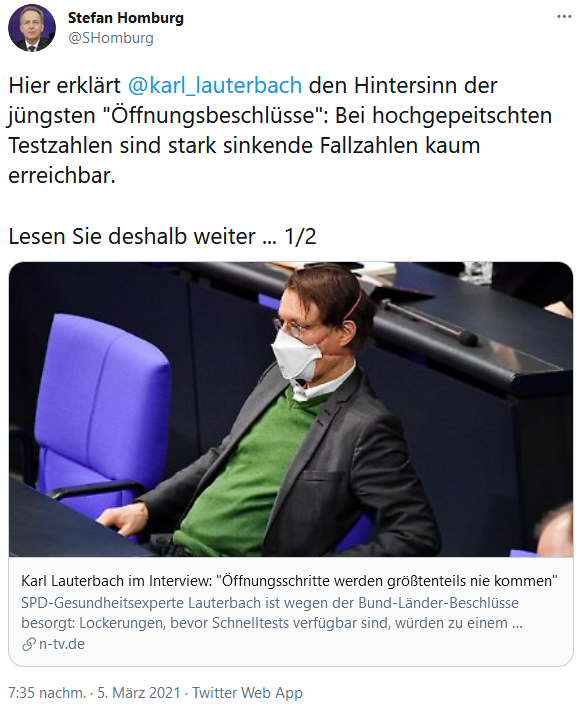 Stefan Homburg
@SHomburg
Hier erklärt @karl_lauterbach den Hintersinn der
jüngsten "Öffnungsbeschlüsse": Bei hochgepeitschten
Testzahlen sind stark sinkende Fallzahlen kaum
erreichbar.
Lesen Sie deshalb weiter ... 1/2
Karl Lauterbach im Interview: "Öffnungsschritte werden größtenteils nie kommen"
SPD-Gesundheitsexperte Lauterbach ist wegen der Bund-Länder-Beschlüsse
besorgt: Lockerungen, bevor Schnelltests verfügbar sind, würden zu einem ...
n-tv.de
7:35 nachm. · 5. März 2021 · Twitter Web App